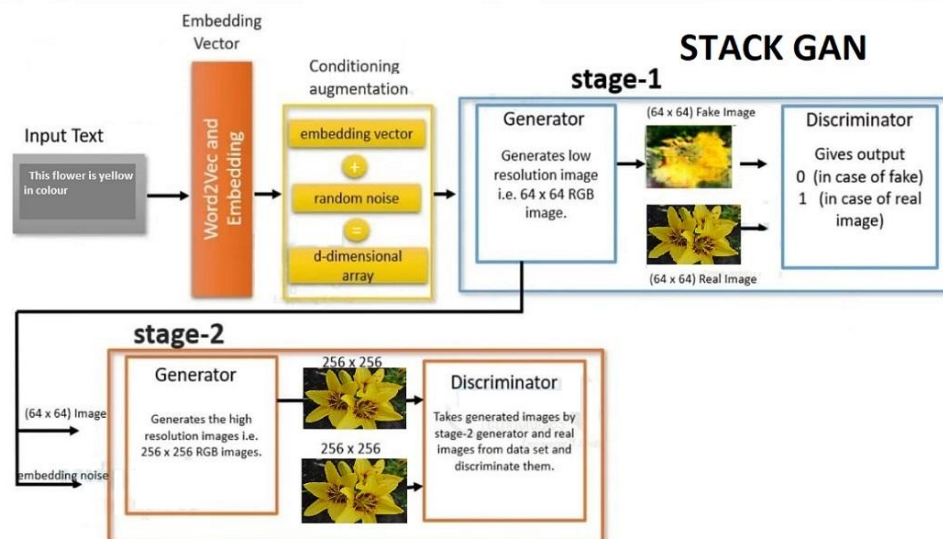 STACK GAN
Embedding
Vector
Conditioning
augmentation
stage-1
Input Text
This flower is yellow
in colour
Word2Vec and
Embedding
embedding vector
+
random noise
=
d-dimensional
array
Generator
Generates low
resolution image
i.e. 64 x 64 RGB
image.
(64 x 64) Fake Image
(64 x 64) Real Image
Discriminator
Gives output
0 (in case of fake)
1 (in case of real
image)
stage-2
(64 x 64) Image
embedding noise
Generator
Generates the high
resolution images i.e.
256 x 256 RGB images.
256 x 256
256 x 256
Discriminator
Takes generated images by
stage-2 generator and real
images from data set and
discriminate them.